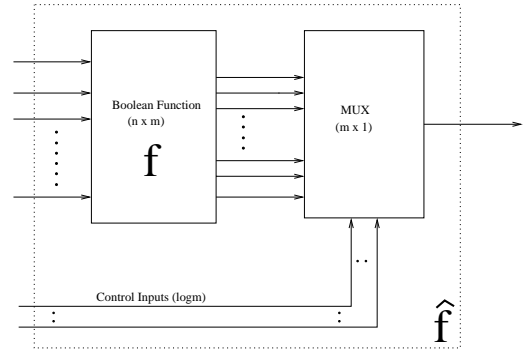 Boolean Function
(n x m)
f
MUX
(m x 1)
Control Inputs (logm)
f̂